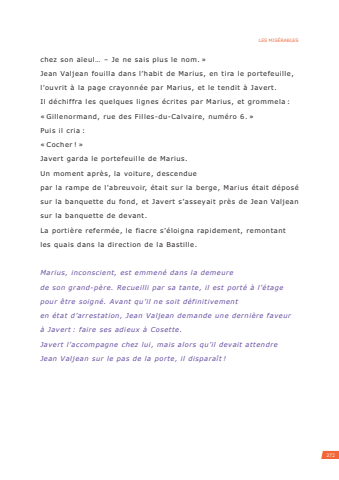 LES MISÉRABLES
chez son aïeul… – Je ne sais plus le nom. »
Jean Valjean fouilla dans l’habit de Marius, en tira le portefeuille,
l’ouvrit à la page crayonnée par Marius, et le tendit à Javert.
Il déchiffra les quelques lignes écrites par Marius, et grommela :
« Gillenormand, rue des Filles-du-Calvaire, numéro 6. »
Puis il cria :
« Cocher ! »
Javert garda le portefeuille de Marius.
Un moment après, la voiture, descendue
par la rampe de l’abreuvoir, était sur la berge, Marius était déposé
sur la banquette du fond, et Javert s’asseyait près de Jean Valjean
sur la banquette de devant.
La portière refermée, le fiacre s’éloigna rapidement, remontant
les quais dans la direction de la Bastille.
Marius, inconscient, est emmené dans la demeure
de son grand-père. Recueilli par sa tante, il est porté à l’étage
pour être soigné. Avant qu’il ne soit définitivement
en état d’arrestation, Jean Valjean demande une dernière faveur
à Javert : faire ses adieux à Cosette.
Javert l’accompagne chez lui, mais alors qu’il devait attendre
Jean Valjean sur le pas de la porte, il disparaît !
273